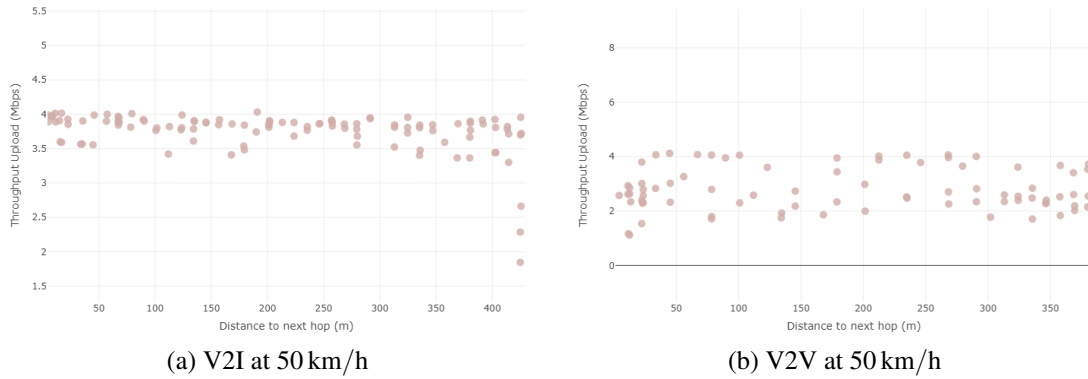 5.5
5
4.5
4
3.5
3
2.5
2
1.5
Throughput Upload (Mbps)
50 100 150 200 250 300 350 400
Distance to next hop (m)
(a) V2I at 50 km/h
8
6
4
2
0
Throughput Upload (Mbps)
50 100 150 200 250 300 350
Distance to next hop (m)
(b) V2V at 50 km/h